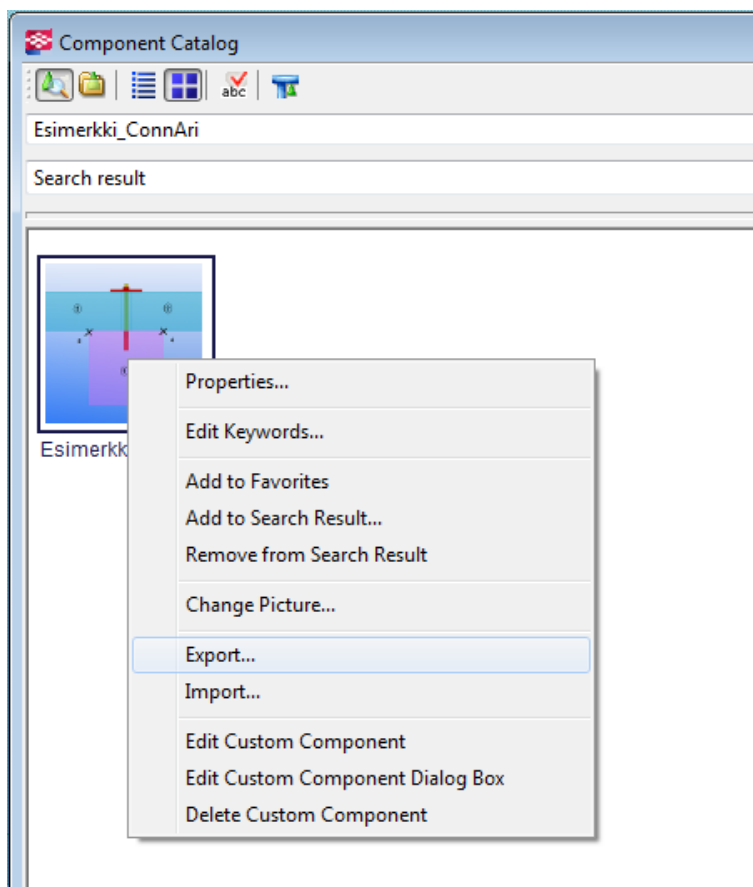 Component Catalog
abc
Esimerkki_ConnAri
Search result
Esimerkk
Properties...
Edit Keywords...
Add to Favorites
Add to Search Result...
Remove from Search Result
Change Picture...
Export...
Import...
Edit Custom Component
Edit Custom Component Dialog Box
Delete Custom Component